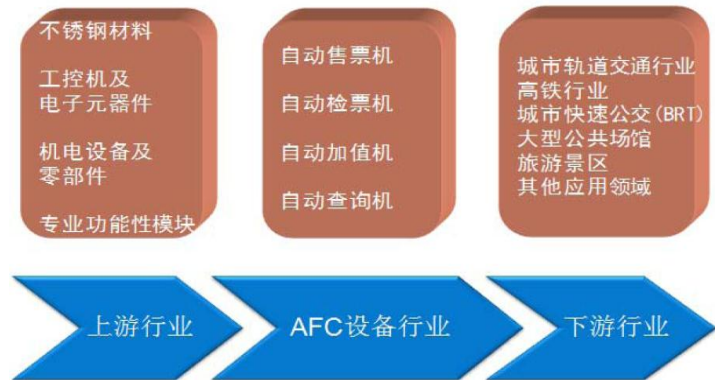 不锈钢材料
工控机及
电子元器件
机电设备及
零部件
专业功能性模块
自动售票机
自动检票机
自动加值机
自动查询机
城市轨道交通行业
高铁行业
城市快速公交(BRT)
大型公共场馆
旅游景区
其他应用领域
上游行业
AFC设备行业
下游行业